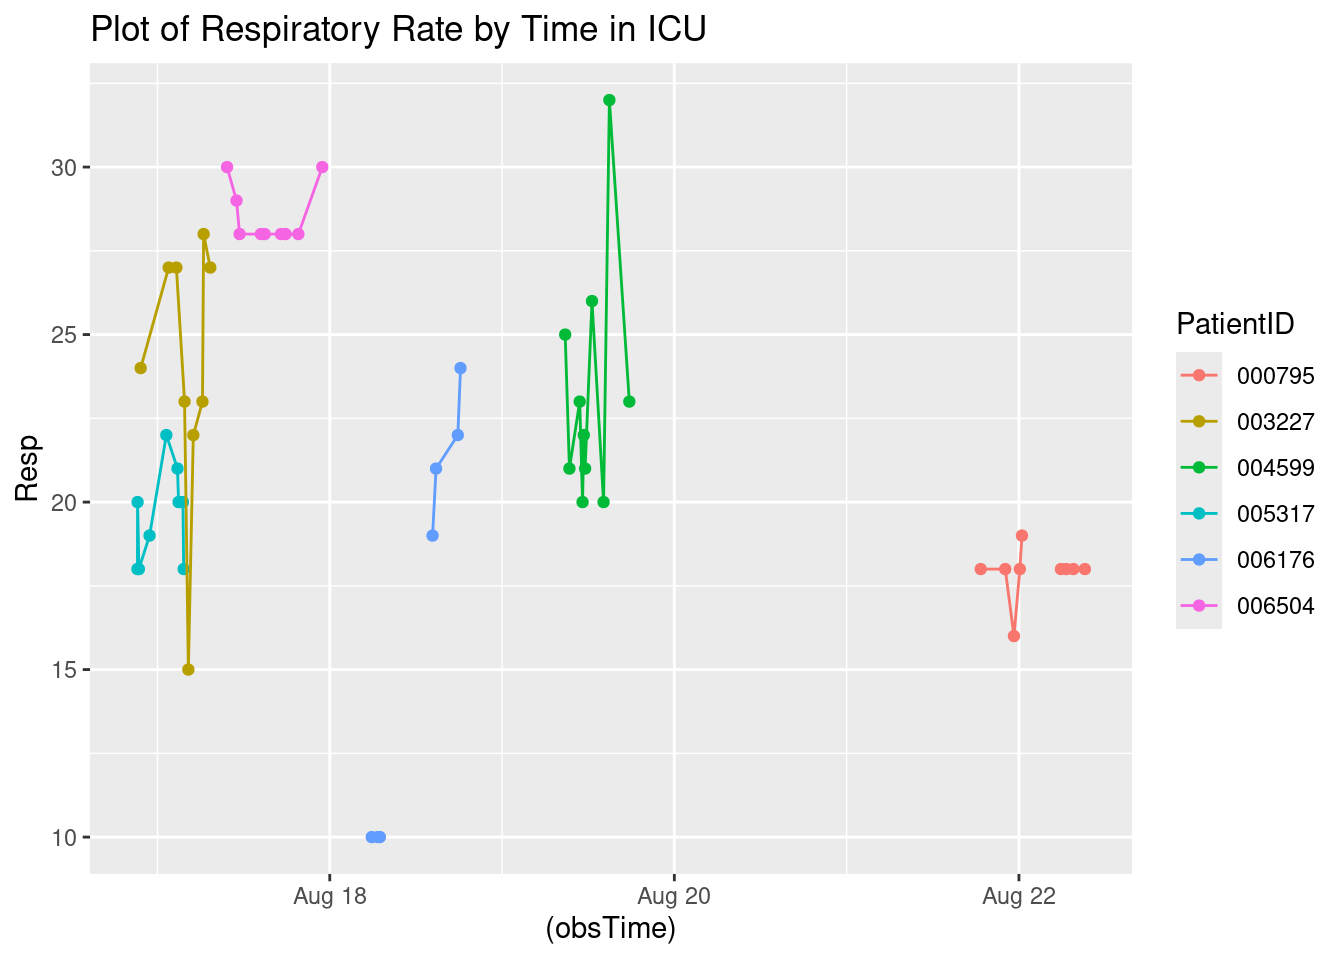 Plot of Respiratory Rate by Time in ICU
Resp
30
25
20
15
10
Aug 18
Aug 20
Aug 22
(obsTime)
PatientID
000795
003227
004599
005317
006176
006504